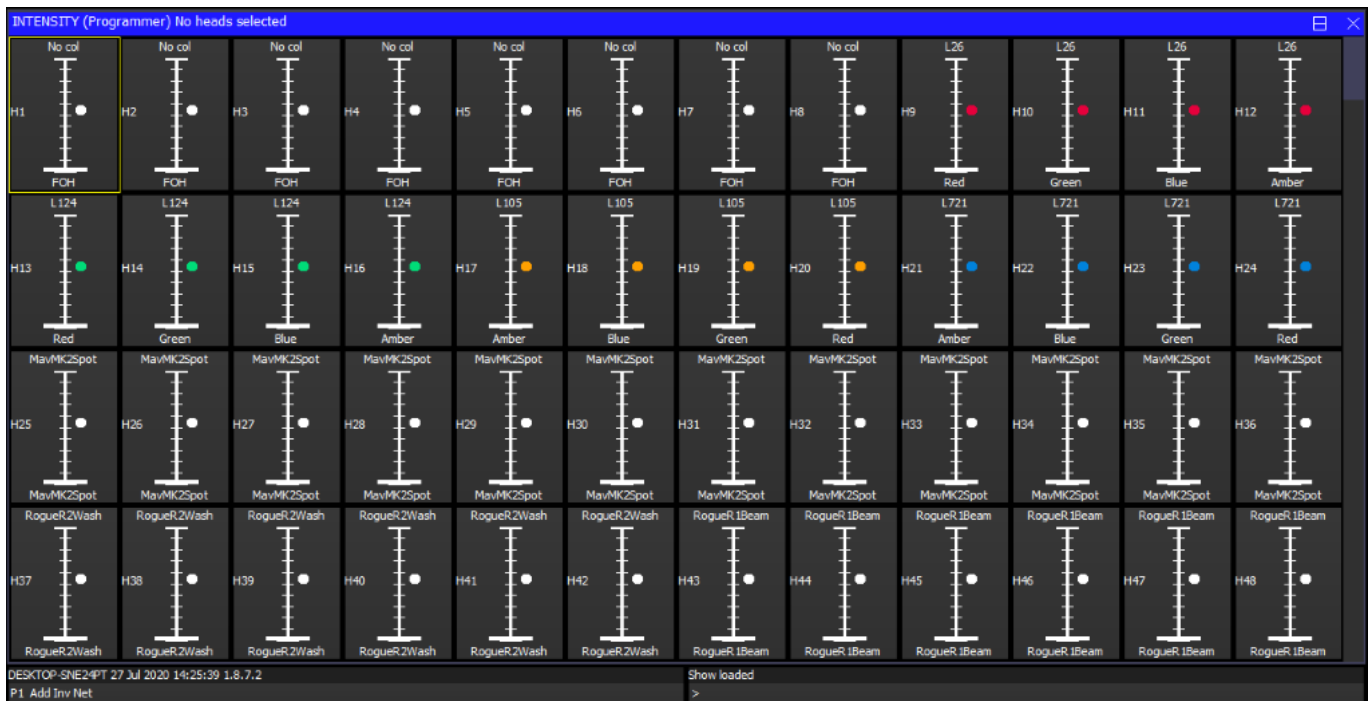 INTENSITY (Programmer) No heads selected
No col No col No col No col No col No col No col No col L26 L26 L26 L26
H1 H2 H3 H4 H5 H6 H7 H8 H9 H10 H11 H12
FOH FOH FOH FOH FOH FOH FOH FOH Red Green Blue Amber
L124 L124 L124 L124 L105 L105 L105 L105 L721 L721 L721 L721
H13 H14 H15 H16 H17 H18 H19 H20 H21 H22 H23 H24
Red Green Blue Amber Amber Blue Green Red Amber Blue Green Red
MavMK2Spot MavMK2Spot MavMK2Spot MavMK2Spot MavMK2Spot MavMK2Spot MavMK2Spot MavMK2Spot MavMK2Spot MavMK2Spot MavMK2Spot MavMK2Spot
H25 H26 H27 H28 H29 H30 H31 H32 H33 H34 H35 H36
MavMK2Spot MavMK2Spot MavMK2Spot MavMK2Spot MavMK2Spot MavMK2Spot MavMK2Spot MavMK2Spot MavMK2Spot MavMK2Spot MavMK2Spot MavMK2Spot
RogueR2Wash RogueR2Wash RogueR2Wash RogueR2Wash RogueR2Wash RogueR2Wash RogueR1Beam RogueR1Beam RogueR1Beam RogueR1Beam RogueR1Beam RogueR1Beam
H37 H38 H39 H40 H41 H42 H43 H44 H45 H46 H47 H48
RogueR2Wash RogueR2Wash RogueR2Wash RogueR2Wash RogueR2Wash RogueR2Wash RogueR1Beam RogueR1Beam RogueR1Beam RogueR1Beam RogueR1Beam RogueR1Beam
DESKTOP-SNE24PT 27 Jul 2020 14:25:39 1.8.7.2 Show loaded
P1 Add Inv Net >